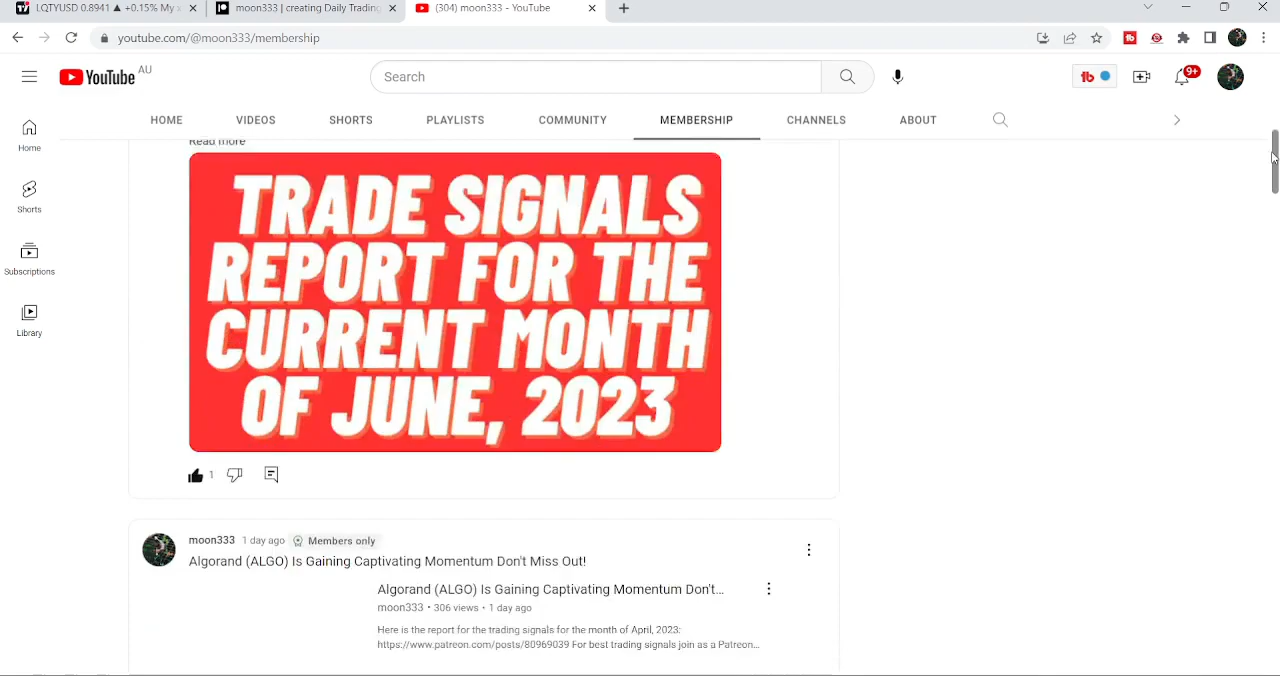 LQTYUSD 0.8941 ▲ +0.15% My
moon333 | creating Daily Trading
(304) moon333 - YouTube
youtube.com/@moon333/membership
YouTube AU
Search
9+
HOME VIDEOS SHORTS PLAYLISTS COMMUNITY MEMBERSHIP CHANNELS ABOUT
Home
Shorts
Subscriptions
Library
Read more
TRADE SIGNALS
REPORT FOR THE
CURRENT MONTH
OF JUNE, 2023
1
moon333 1 day ago Members only
Algorand (ALGO) Is Gaining Captivating Momentum Don't Miss Out!
Algorand (ALGO) Is Gaining Captivating Momentum Don't...
moon333 • 306 views • 1 day ago
Here is the report for the trading signals for the month of April, 2023:
https://www.patreon.com/posts/80969039 For best trading signals join as a Patreon...